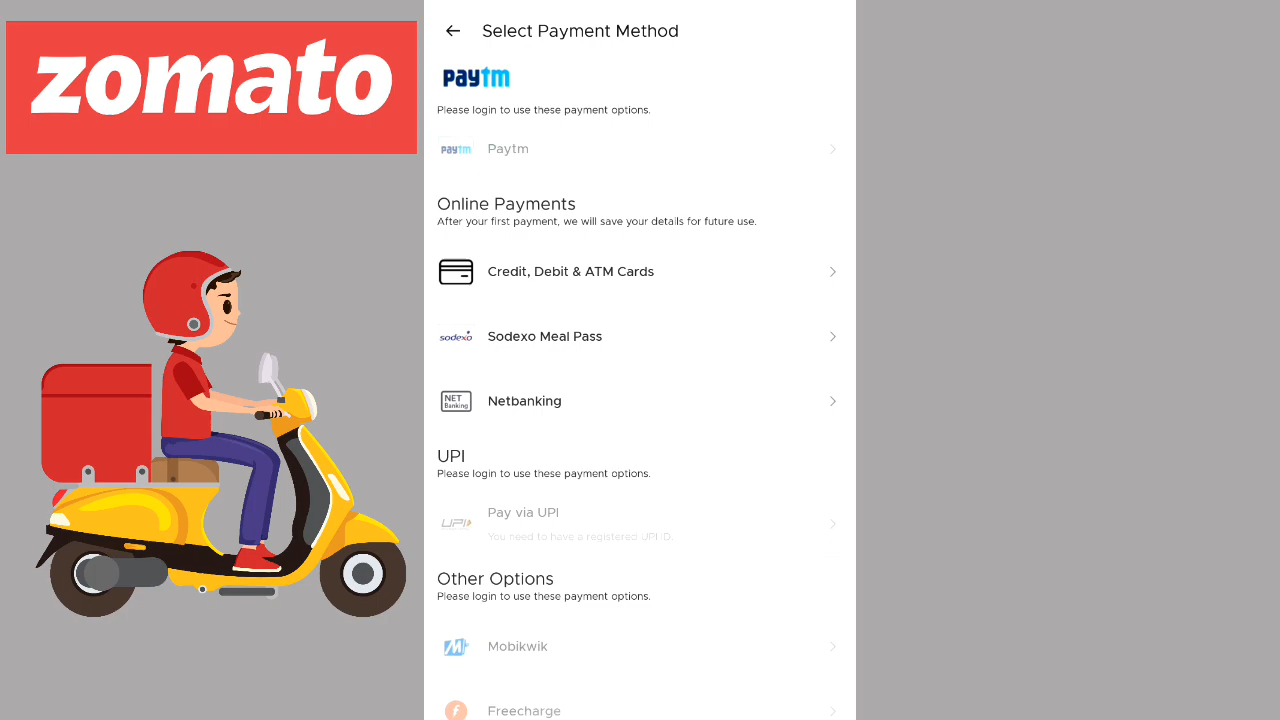 zomato
Select Payment Method
paytm
Please login to use these payment options.
paytm Paytm
Online Payments
After your first payment, we will save your details for future use.
Credit, Debit & ATM Cards
sodexo Sodexo Meal Pass
NET
Banking
Netbanking
UPI
Please login to use these payment options.
Pay via UPI
UPI
You need to have a registered UPI ID.
Other Options
Please login to use these payment options.
Mobikwik
f Freecharge